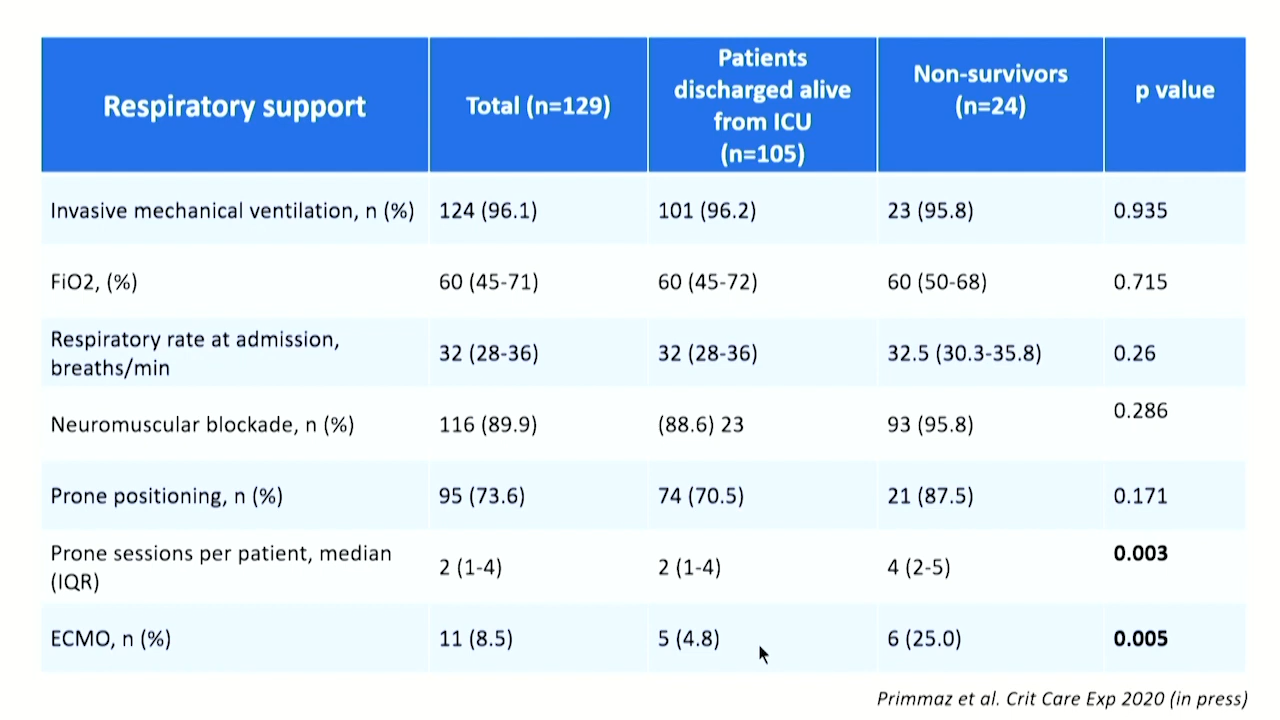 Respiratory support
Total (n=129)
Patients
discharged alive
from ICU
(n=105)
Non-survivors
(n=24)
p value
Invasive mechanical ventilation, n (%)
124 (96.1)
101 (96.2)
23 (95.8)
0.935
FiO2, (%)
60 (45-71)
60 (45-72)
60 (50-68)
0.715
Respiratory rate at admission,
breaths/min
32 (28-36)
32 (28-36)
32.5 (30.3-35.8)
0.26
Neuromuscular blockade, n (%)
116 (89.9)
(88.6) 23
93 (95.8)
0.286
Prone positioning, n (%)
95 (73.6)
74 (70.5)
21 (87.5)
0.171
Prone sessions per patient, median
(IQR)
2 (1-4)
2 (1-4)
4 (2-5)
0.003
ECMO, n (%)
11 (8.5)
5 (4.8)
6 (25.0)
0.005
Primmaz et al. Crit Care Exp 2020 (in press)